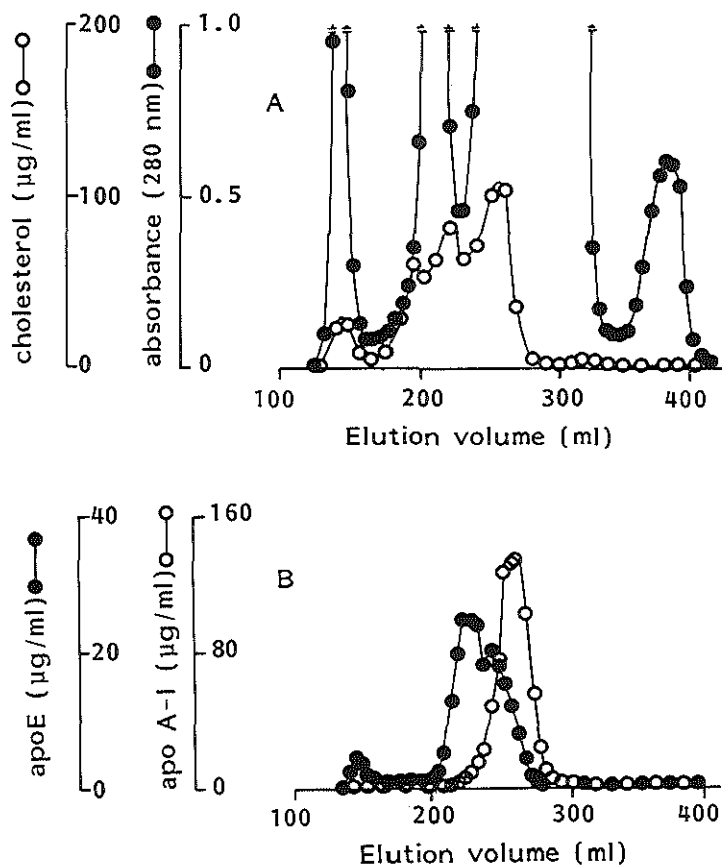 cholesterol (µg/ml)
200
100
0
absorbance (280 nm)
1.0
0.5
0
A
100
200
300
400
Elution volume (ml)
apoE (µg/ml)
40
20
0
apo A-I (µg/ml)
160
80
0
B
100
200
300
400
Elution volume (ml)